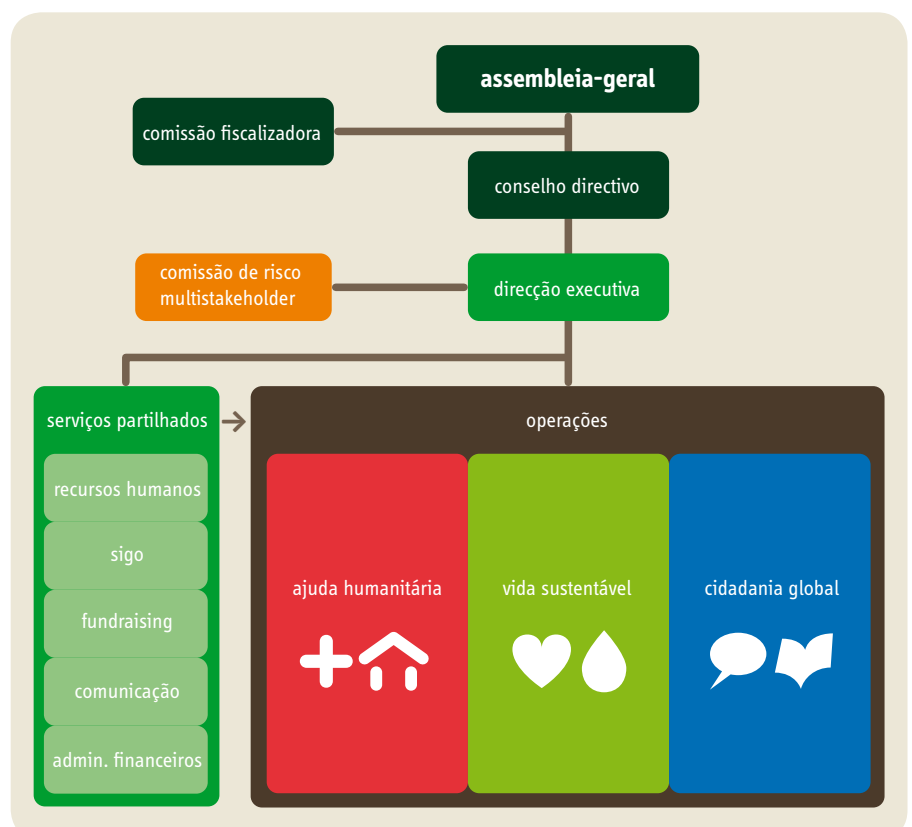 assembleia-geral
comissão fiscalizadora
conselho directivo
comissão de risco
multistakeholder
direcção executiva
serviços partilhados
operações
recursos humanos
sigo
fundraising
comunicação
admin. financeiros
ajuda humanitária
vida sustentável
cidadania global